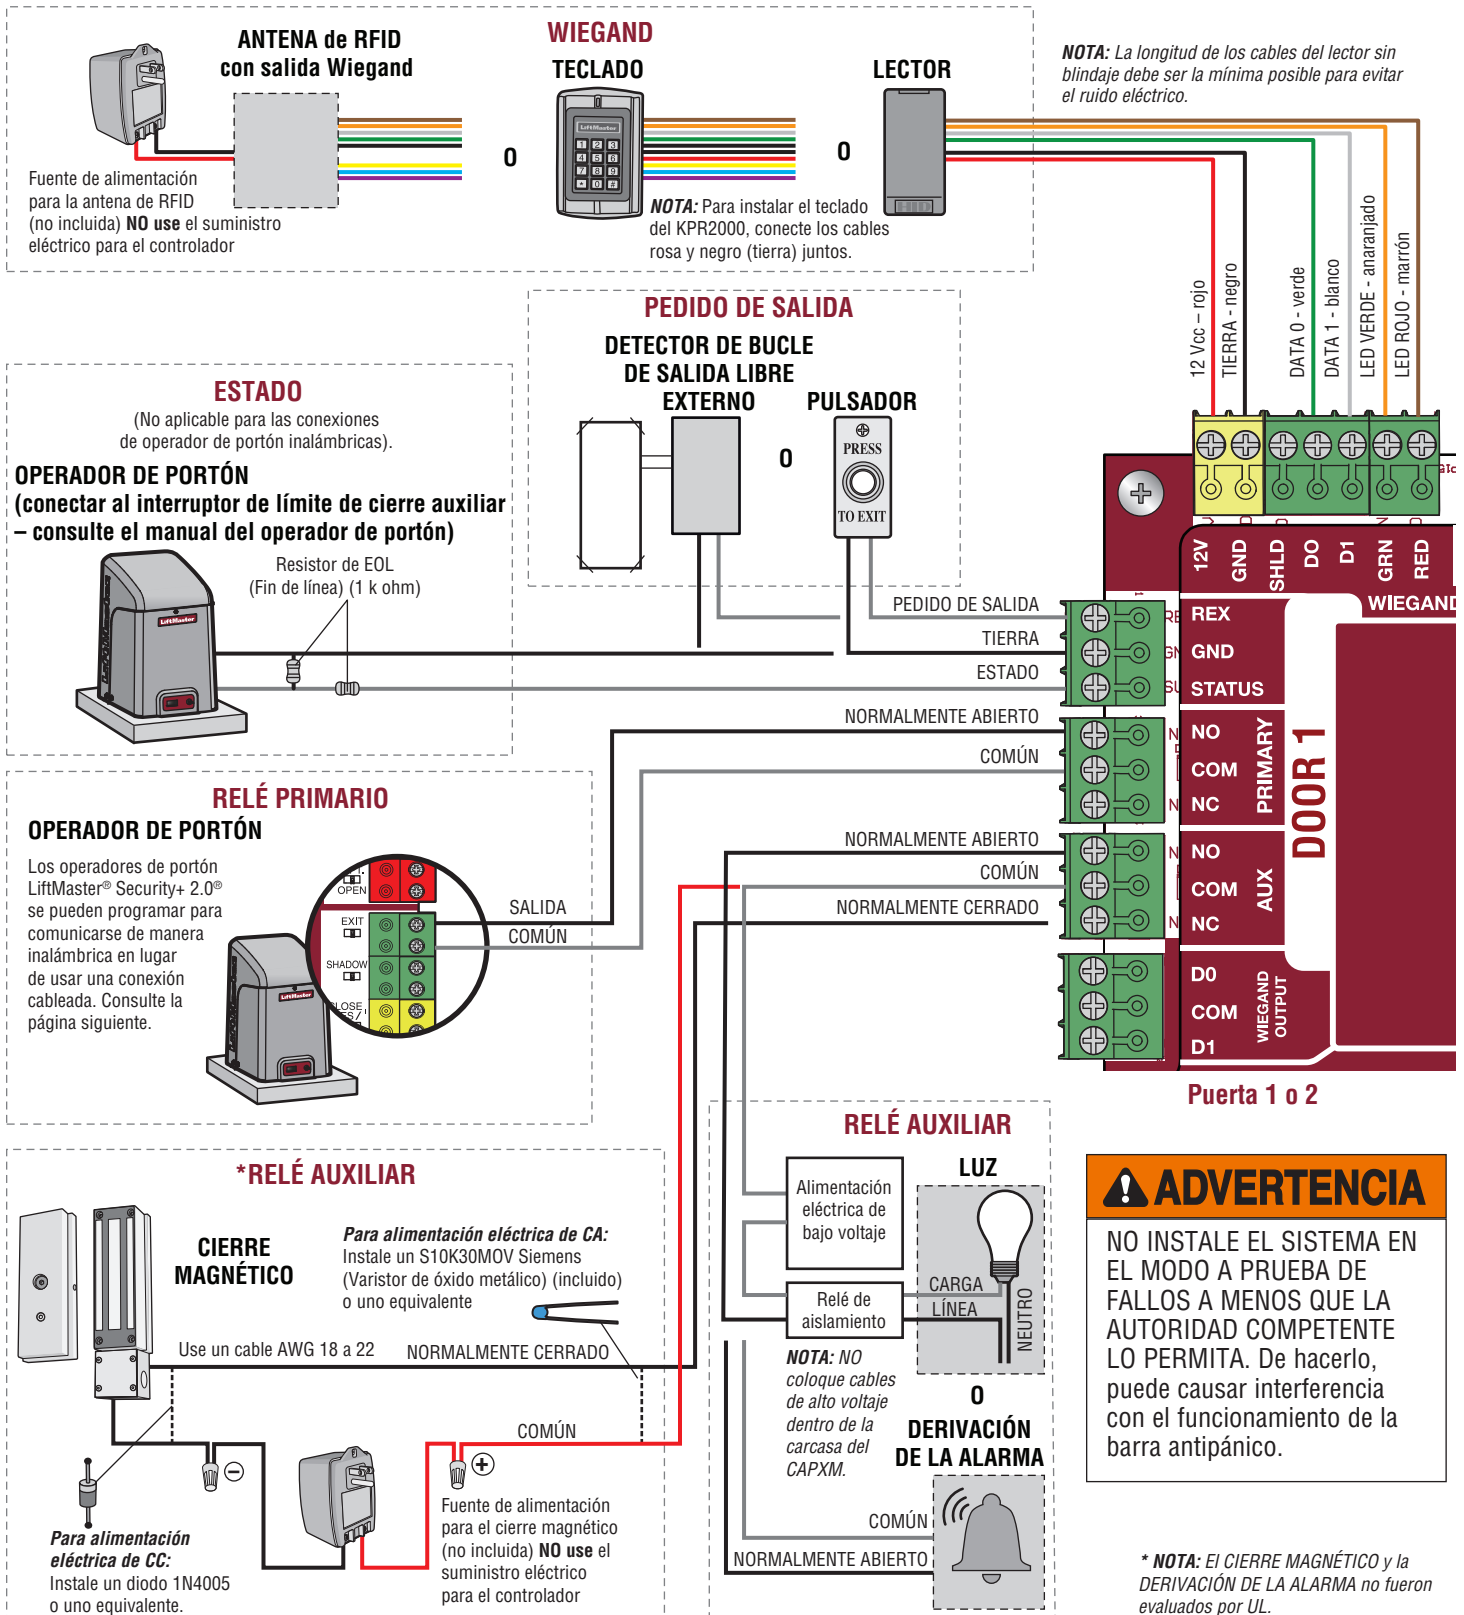 ANTENA de RFID
con salida Wiegand
WIEGAND
TECLADO
LECTOR
NOTA: La longitud de los cables del lector sin
blindaje debe ser la mínima posible para evitar
el ruido eléctrico.
O
O
LiftMaster
1 2 3
4 5 6
7 8 9
* 0 #
HID
Fuente de alimentación
para la antena de RFID
(no incluida) NO use el suministro
eléctrico para el controlador
NOTA: Para instalar el teclado
del KPR2000, conecte los cables
rosa y negro (tierra) juntos.
12 Vcc – rojo
TIERRA - negro
DATA 0 - verde
DATA 1 - blanco
LED VERDE - anaranjado
LED ROJO - marrón
PEDIDO DE SALIDA
DETECTOR DE BUCLE
DE SALIDA LIBRE
EXTERNO
O
PULSADOR
PRESS
TO EXIT
ESTADO
(No aplicable para las conexiones
de operador de portón inalámbricas).
OPERADOR DE PORTÓN
(conectar al interruptor de límite de cierre auxiliar
– consulte el manual del operador de portón)
Resistor de EOL
(Fin de línea) (1 k ohm)
LiftMaster
PEDIDO DE SALIDA
TIERRA
ESTADO
NORMALMENTE ABIERTO
COMÚN
NORMALMENTE ABIERTO
COMÚN
NORMALMENTE CERRADO
12V
GND
SHLD
DO
D1
GRN
RED
WIEGAND
REX
GND
STATUS
NO
COM
NC
PRIMARY
NO
COM
NC
AUX
D0
COM
D1
WIEGAND
OUTPUT
DOOR 1
Puerta 1 o 2
RELÉ PRIMARIO
OPERADOR DE PORTÓN
Los operadores de portón
LiftMaster® Security+ 2.0®
se pueden programar para
comunicarse de manera
inalámbrica en lugar
de usar una conexión
cableada. Consulte la
página siguiente.
LiftMaster
OPEN
EXIT
SHADOW
SALIDA
COMÚN
*RELÉ AUXILIAR
CIERRE
MAGNÉTICO
Para alimentación eléctrica de CA:
Instale un S10K30MOV Siemens
(Varistor de óxido metálico) (incluido)
o uno equivalente
Use un cable AWG 18 a 22
NORMALMENTE CERRADO
COMÚN
–
+
Para alimentación
eléctrica de CC:
Instale un diodo 1N4005
o uno equivalente.
Fuente de alimentación
para el cierre magnético
(no incluida) NO use el
suministro eléctrico
para el controlador
RELÉ AUXILIAR
Alimentación
eléctrica de
bajo voltaje
LUZ
Relé de
aislamiento
CARGA
LÍNEA
NEUTRO
NOTA: NO
coloque cables
de alto voltaje
dentro de la
carcasa del
CAPXM.
O
DERIVACIÓN
DE LA ALARMA
COMÚN
NORMALMENTE ABIERTO
ADVERTENCIA
NO INSTALE EL SISTEMA EN
EL MODO A PRUEBA DE
FALLOS A MENOS QUE LA
AUTORIDAD COMPETENTE
LO PERMITA. De hacerlo,
puede causar interferencia
con el funcionamiento de la
barra antipánico.
* NOTA: El CIERRE MAGNÉTICO y la
DERIVACIÓN DE LA ALARMA no fueron
evaluados por UL.